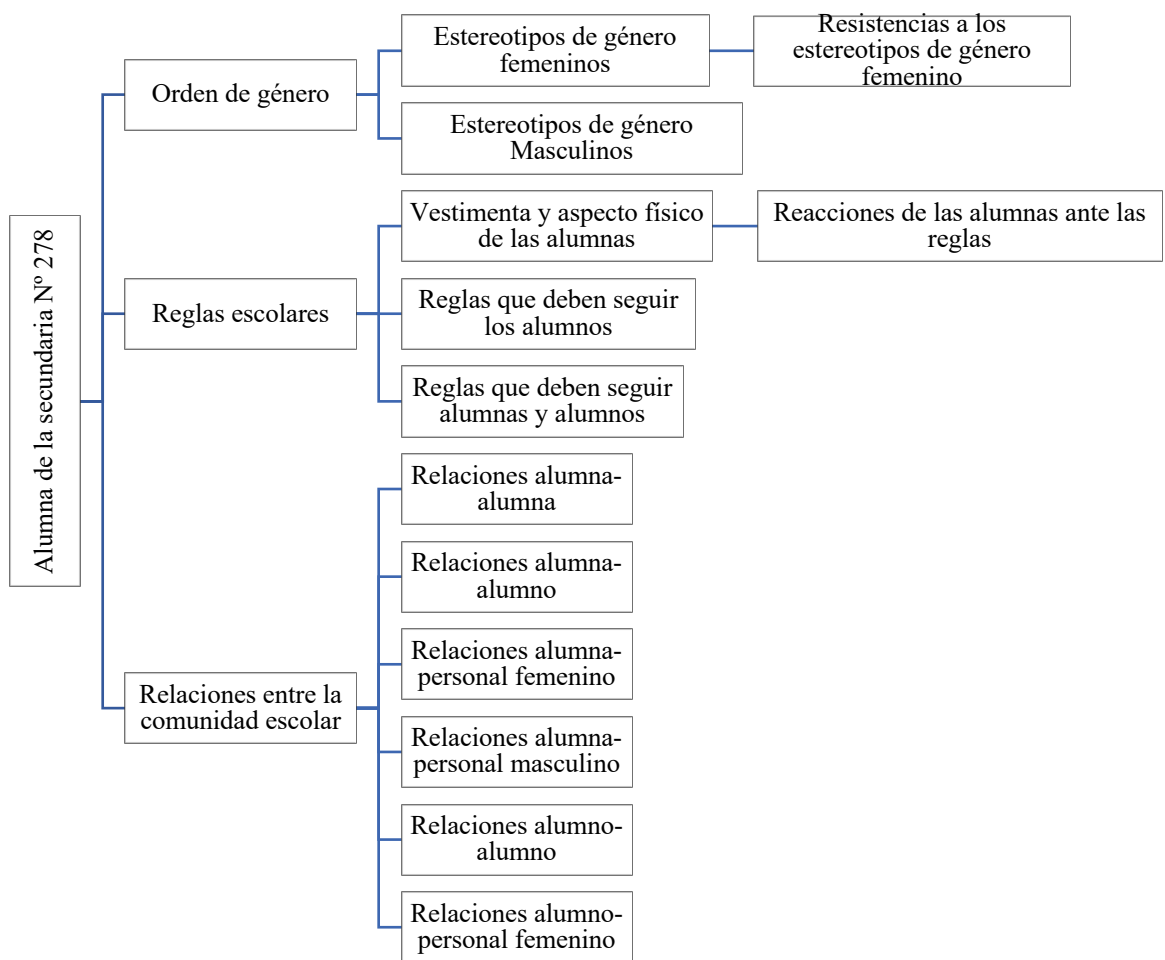 Alumna de la secundaria Nº 278
Orden de género
Estereotipos de género
femeninos
Resistencias a los
estereotipos de género
femenino
Estereotipos de género
Masculinos
Reglas escolares
Vestimenta y aspecto físico
de las alumnas
Reacciones de las alumnas ante las
reglas
Reglas que deben seguir
los alumnos
Reglas que deben seguir
alumnas y alumnos
Relaciones entre la
comunidad escolar
Relaciones alumna-
alumna
Relaciones alumna-
alumno
Relaciones alumna-
personal femenino
Relaciones alumna-
personal masculino
Relaciones alumno-
alumno
Relaciones alumno-
personal femenino